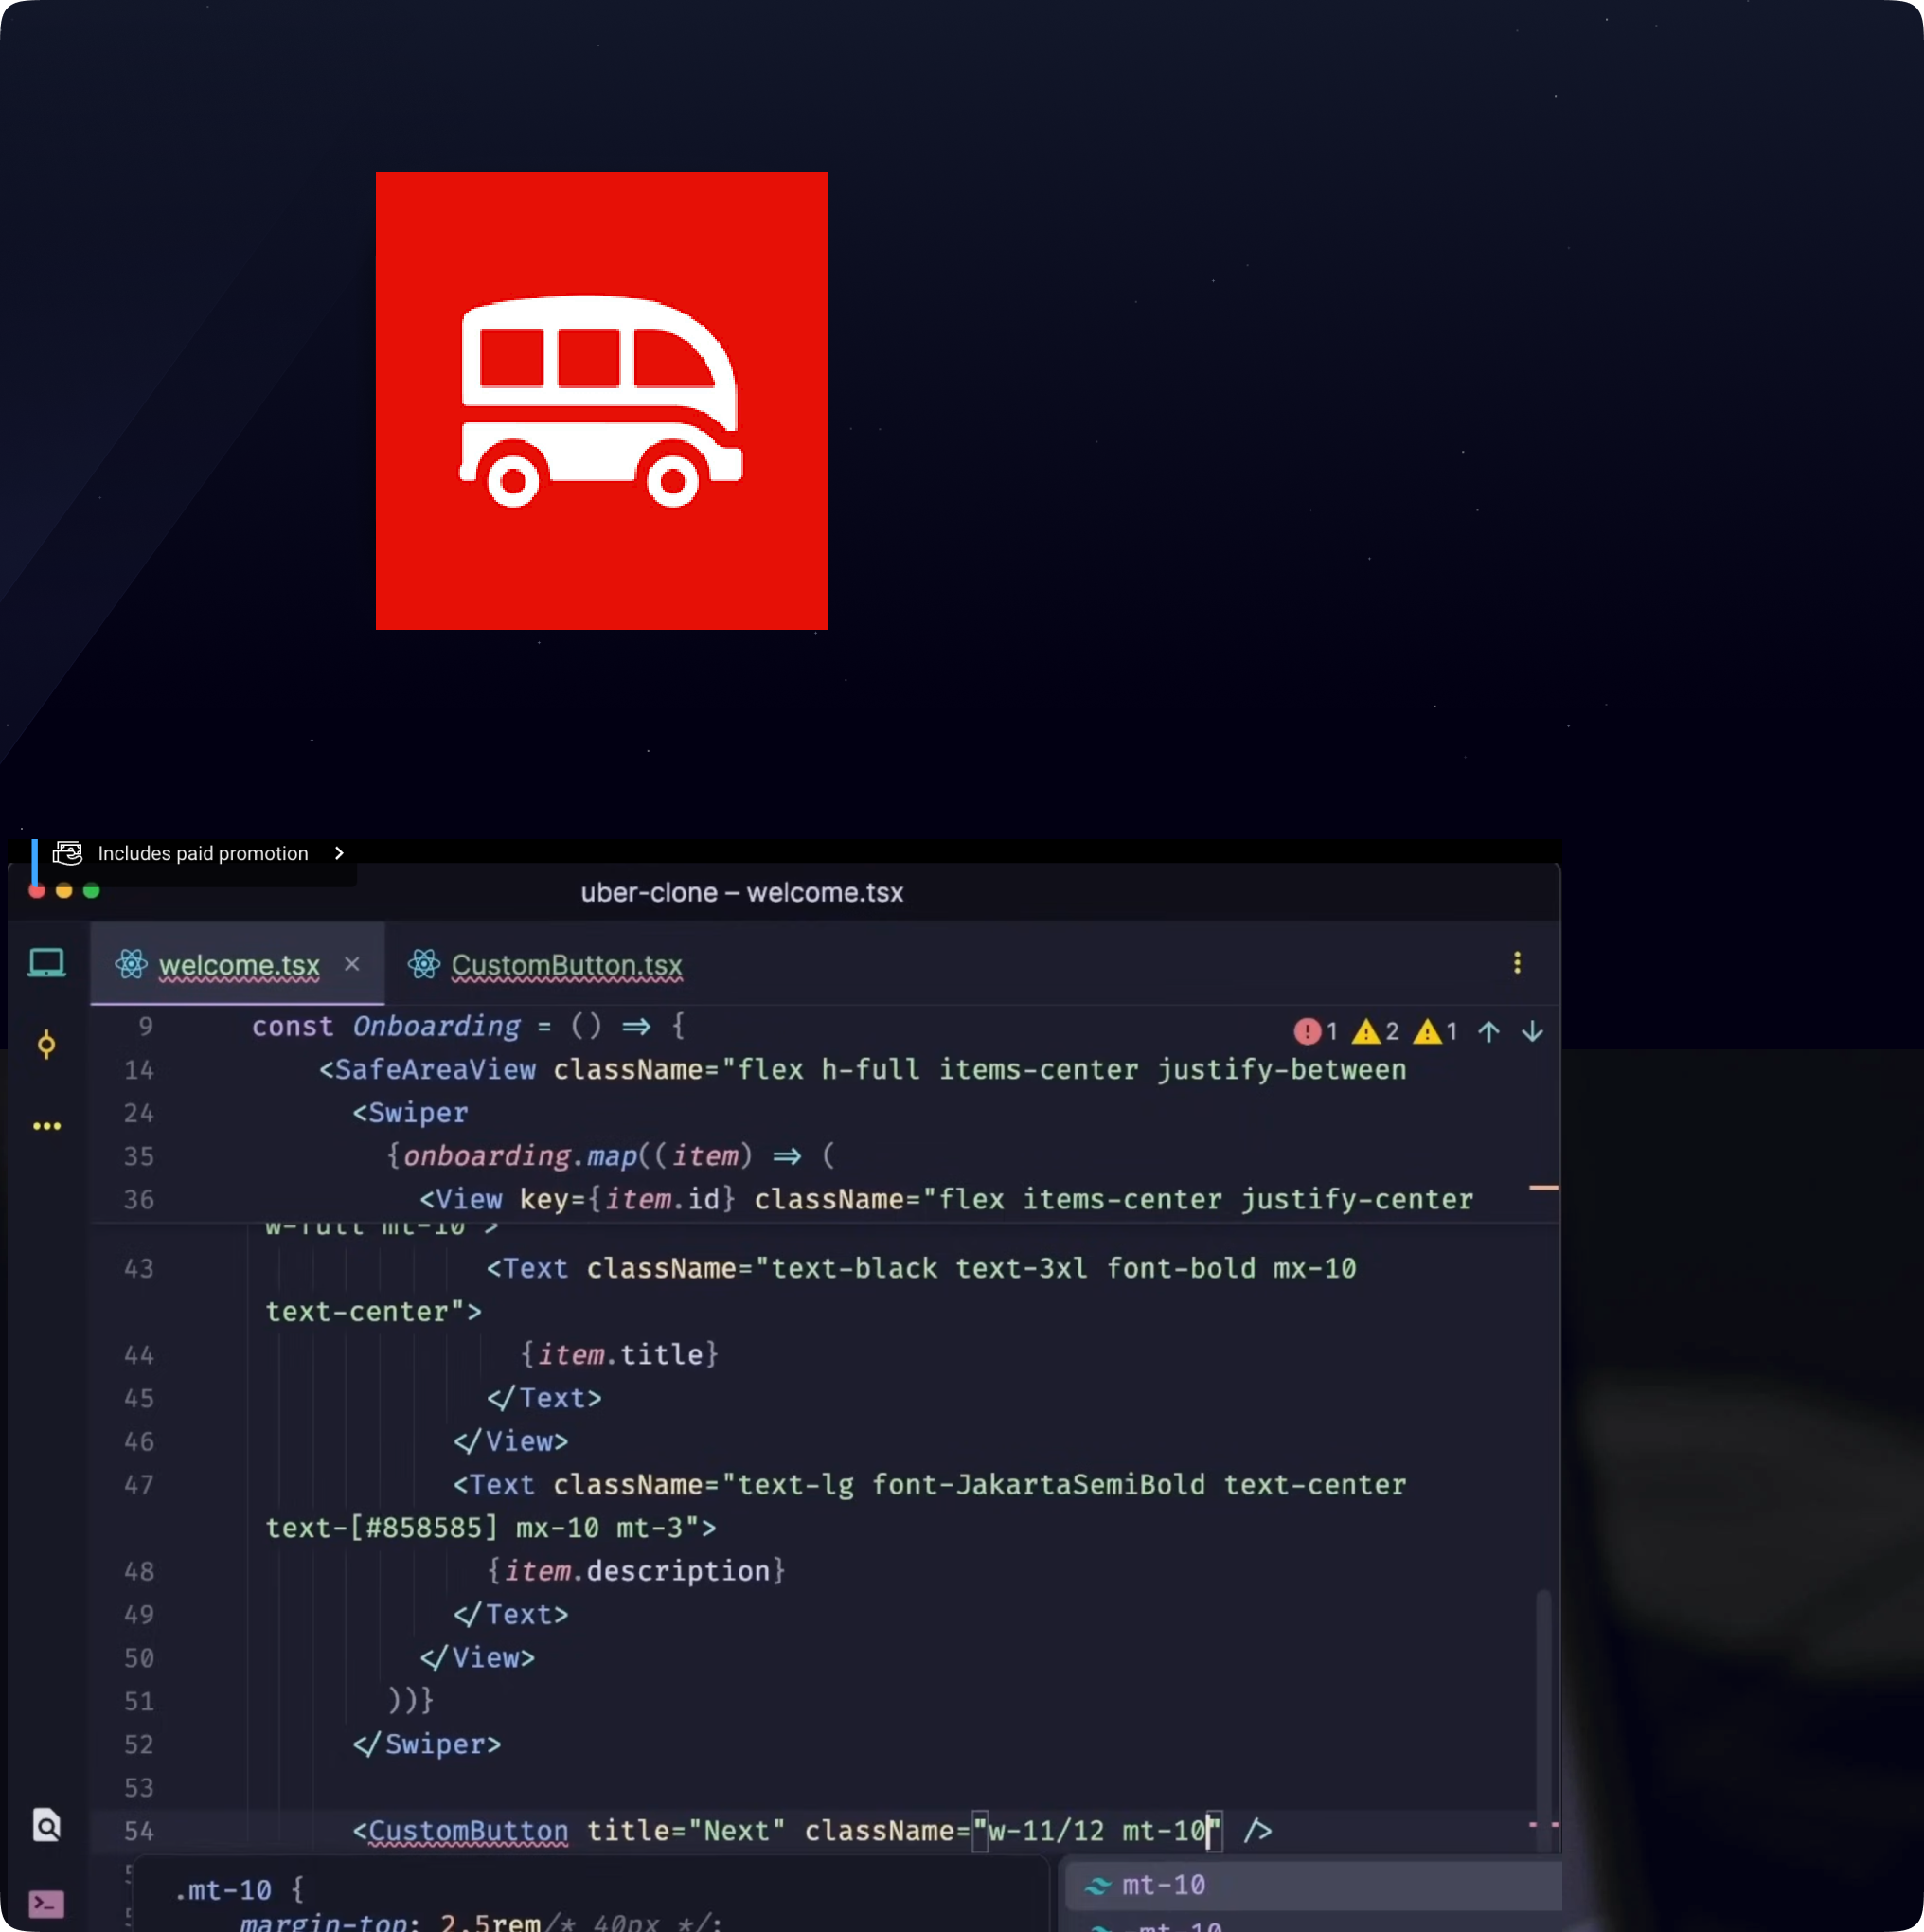 Includes paid promotion
uber-clone – welcome.tsx
welcome.tsx × CustomButton.tsx
9 const Onboarding = () => {
1 2 1
14 <SafeAreaView className="flex h-full items-center justify-between
24 <Swiper
35 {onboarding.map((item) => (
36 <View key={item.id} className="flex items-center justify-center
w-full mt-10">
43 <Text className="text-black text-3xl font-bold mx-10
text-center">
44 {item.title}
45 </Text>
46 </View>
47 <Text className="text-lg font-JakartaSemiBold text-center
text-[#858585] mx-10 mt-3">
48 {item.description}
49 </Text>
50 </View>
51 ))}
52 </Swiper>
53
54 <CustomButton title="Next" className="w-11/12 mt-10" />
.mt-10 {
mt-10
margin-top: 2.5rem/* 40px */;
-mt-10